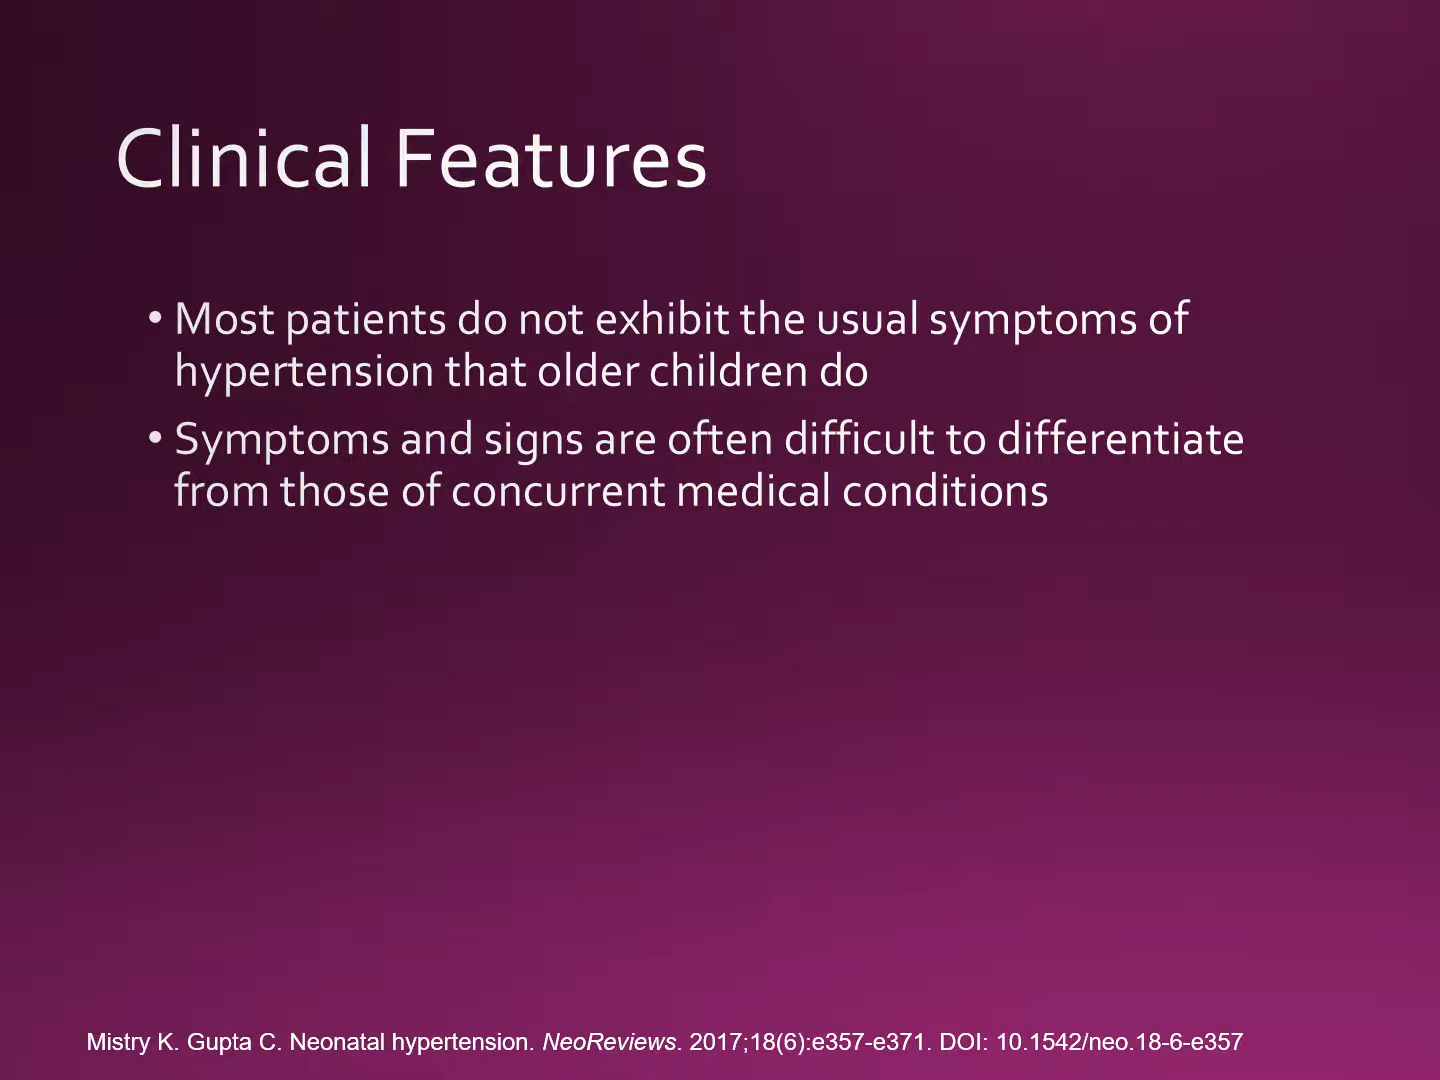 Clinical Features
• Most patients do not exhibit the usual symptoms of
hypertension that older children do
• Symptoms and signs are often difficult to differentiate
from those of concurrent medical conditions
Mistry K. Gupta C. Neonatal hypertension. NeoReviews. 2017;18(6):e357-e371. DOI: 10.1542/neo.18-6-e357